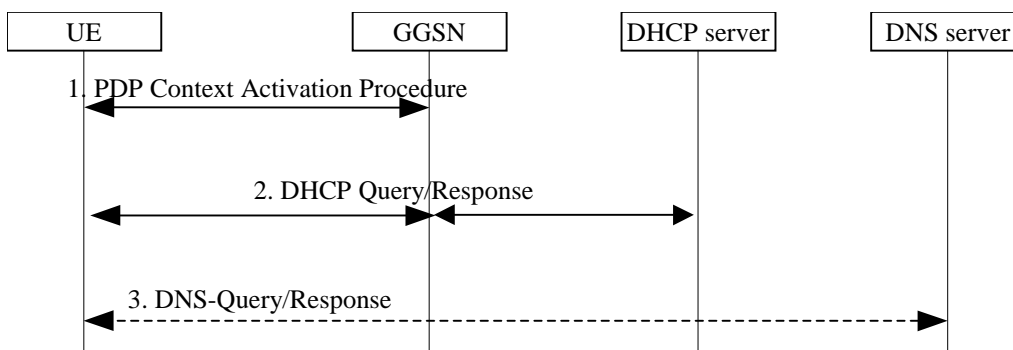 UE
GGSN
DHCP server
DNS server
1. PDP Context Activation Procedure
2. DHCP Query/Response
3. DNS-Query/Response